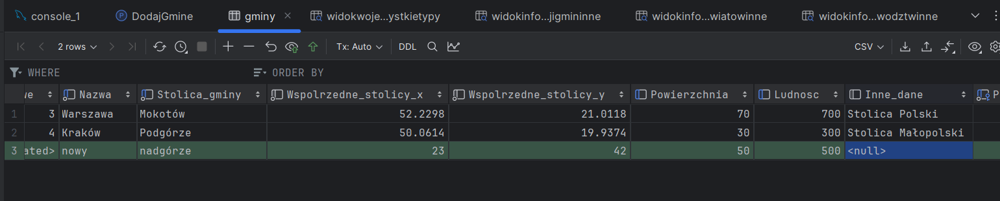 console_1 DodajGmine gminy widokwoje...ystkietypy widokinfo...jigmininne widokinfo...wiatowinne widokinfo...wodztwinne
2 rows Tx: Auto DDL CSV
WHERE ORDER BY
we Nazwa Stolica_gminy Wspolrzedne_stolicy_x Wspolrzedne_stolicy_y Powierzchnia Ludnosc Inne_dane P
1 3 Warszawa Mokotów 52.2298 21.0118 70 700 Stolica Polski
2 4 Kraków Podgórze 50.0614 19.9374 30 300 Stolica Małopolski
3 ated> nowy nadgórze 23 42 50 500 <null>